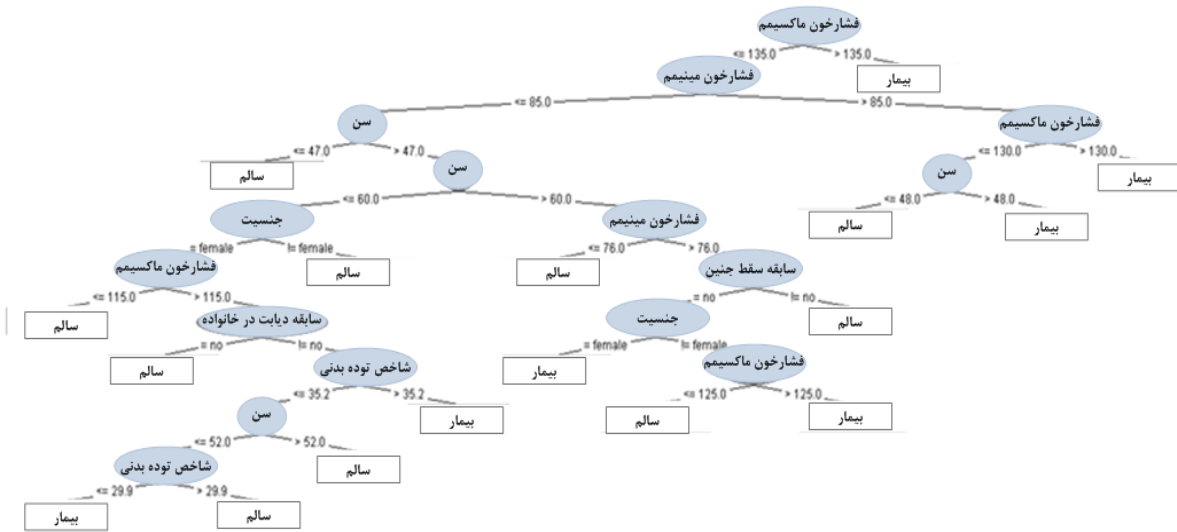 فشارخون ماکسیمم
<= 135.0 > 135.0
فشارخون مینیمم
بیمار
<= 85.0 > 85.0
سن
فشارخون ماکسیمم
<= 47.0 > 47.0
<= 130.0 > 130.0
سالم
سن
سن
بیمار
<= 60.0 > 60.0
<= 48.0 > 48.0
جنسیت
فشارخون مینیمم
سالم
بیمار
= female != female
<= 76.0 > 76.0
فشارخون ماکسیمم
سالم
سالم
سابقه سقط جنین
<= 115.0 > 115.0
= no != no
سالم
سابقه دیابت در خانواده
جنسیت
سالم
= no != no
= female != female
سالم
شاخص توده بدنی
بیمار
فشارخون ماکسیمم
<= 35.2 > 35.2
<= 125.0 > 125.0
سن
بیمار
سالم
بیمار
<= 52.0 > 52.0
شاخص توده بدنی
سالم
<= 29.9 > 29.9
بیمار
سالم